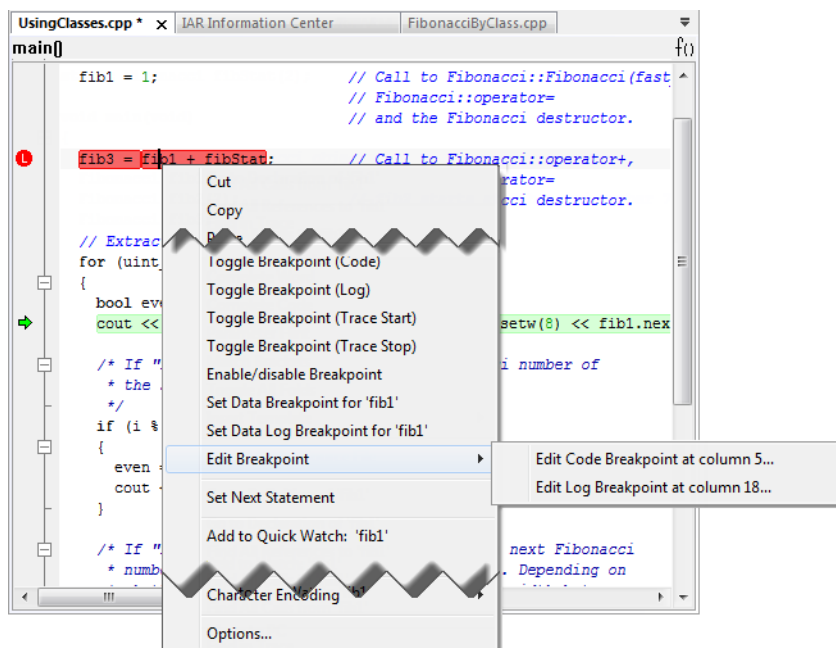 UsingClasses.cpp * x IAR Information Center FibonacciByClass.cpp
main() f()
fib1 = 1; // Call to Fibonacci::Fibonacci(fast
// Fibonacci::operator=
// and the Fibonacci destructor.
L fib3 = fib1 + fibStat; // Call to Fibonacci::operator+,
rator=
cci destructor.
Cut
Copy
// Extrac
for (uint_
Toggle Breakpoint (Code)
{
Toggle Breakpoint (Log)
bool eve
Toggle Breakpoint (Trace Start)
cout << setw(8) << fib1.nex
Toggle Breakpoint (Trace Stop)
/* If " i number of
Enable/disable Breakpoint
* the
*/
Set Data Breakpoint for 'fib1'
if (i %
Set Data Log Breakpoint for 'fib1'
{
Edit Breakpoint
Edit Code Breakpoint at column 5...
even =
cout
Edit Log Breakpoint at column 18...
Set Next Statement
}
Add to Quick Watch: 'fib1'
/* If " next Fibonacci
* numb . Depending on
Character Encoding
Options...